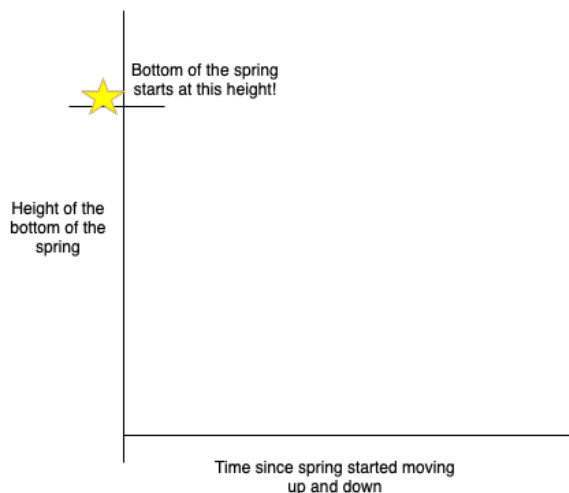 Bottom of the spring
starts at this height!
Height of the
bottom of the
spring
Time since spring started moving
up and down